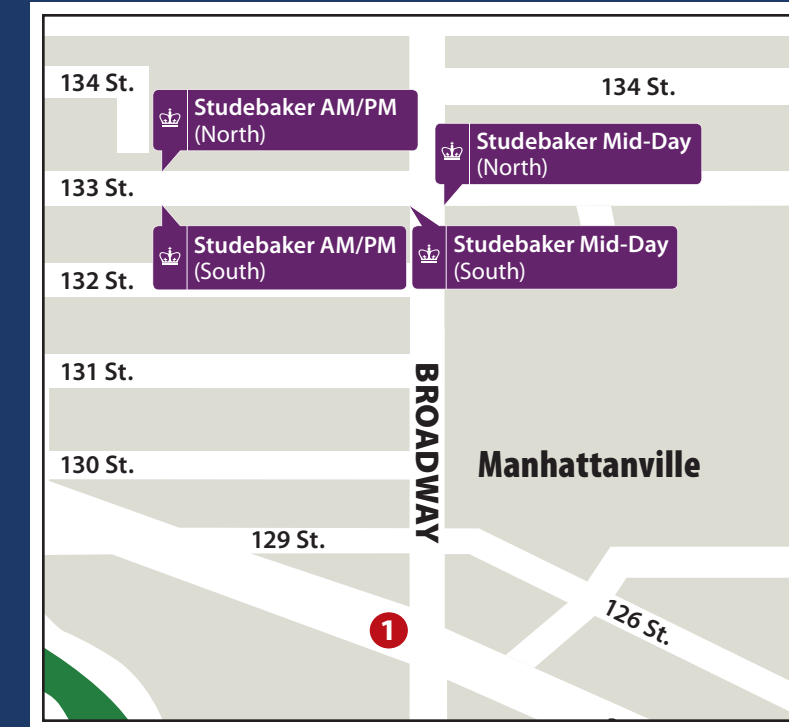 134 St.
134 St.
Studebaker AM/PM
(North)
Studebaker Mid-Day
(North)
133 St.
Studebaker AM/PM
(South)
Studebaker Mid-Day
(South)
132 St.
131 St.
BROADWAY
130 St.
Manhattanville
129 St.
126 St.
1